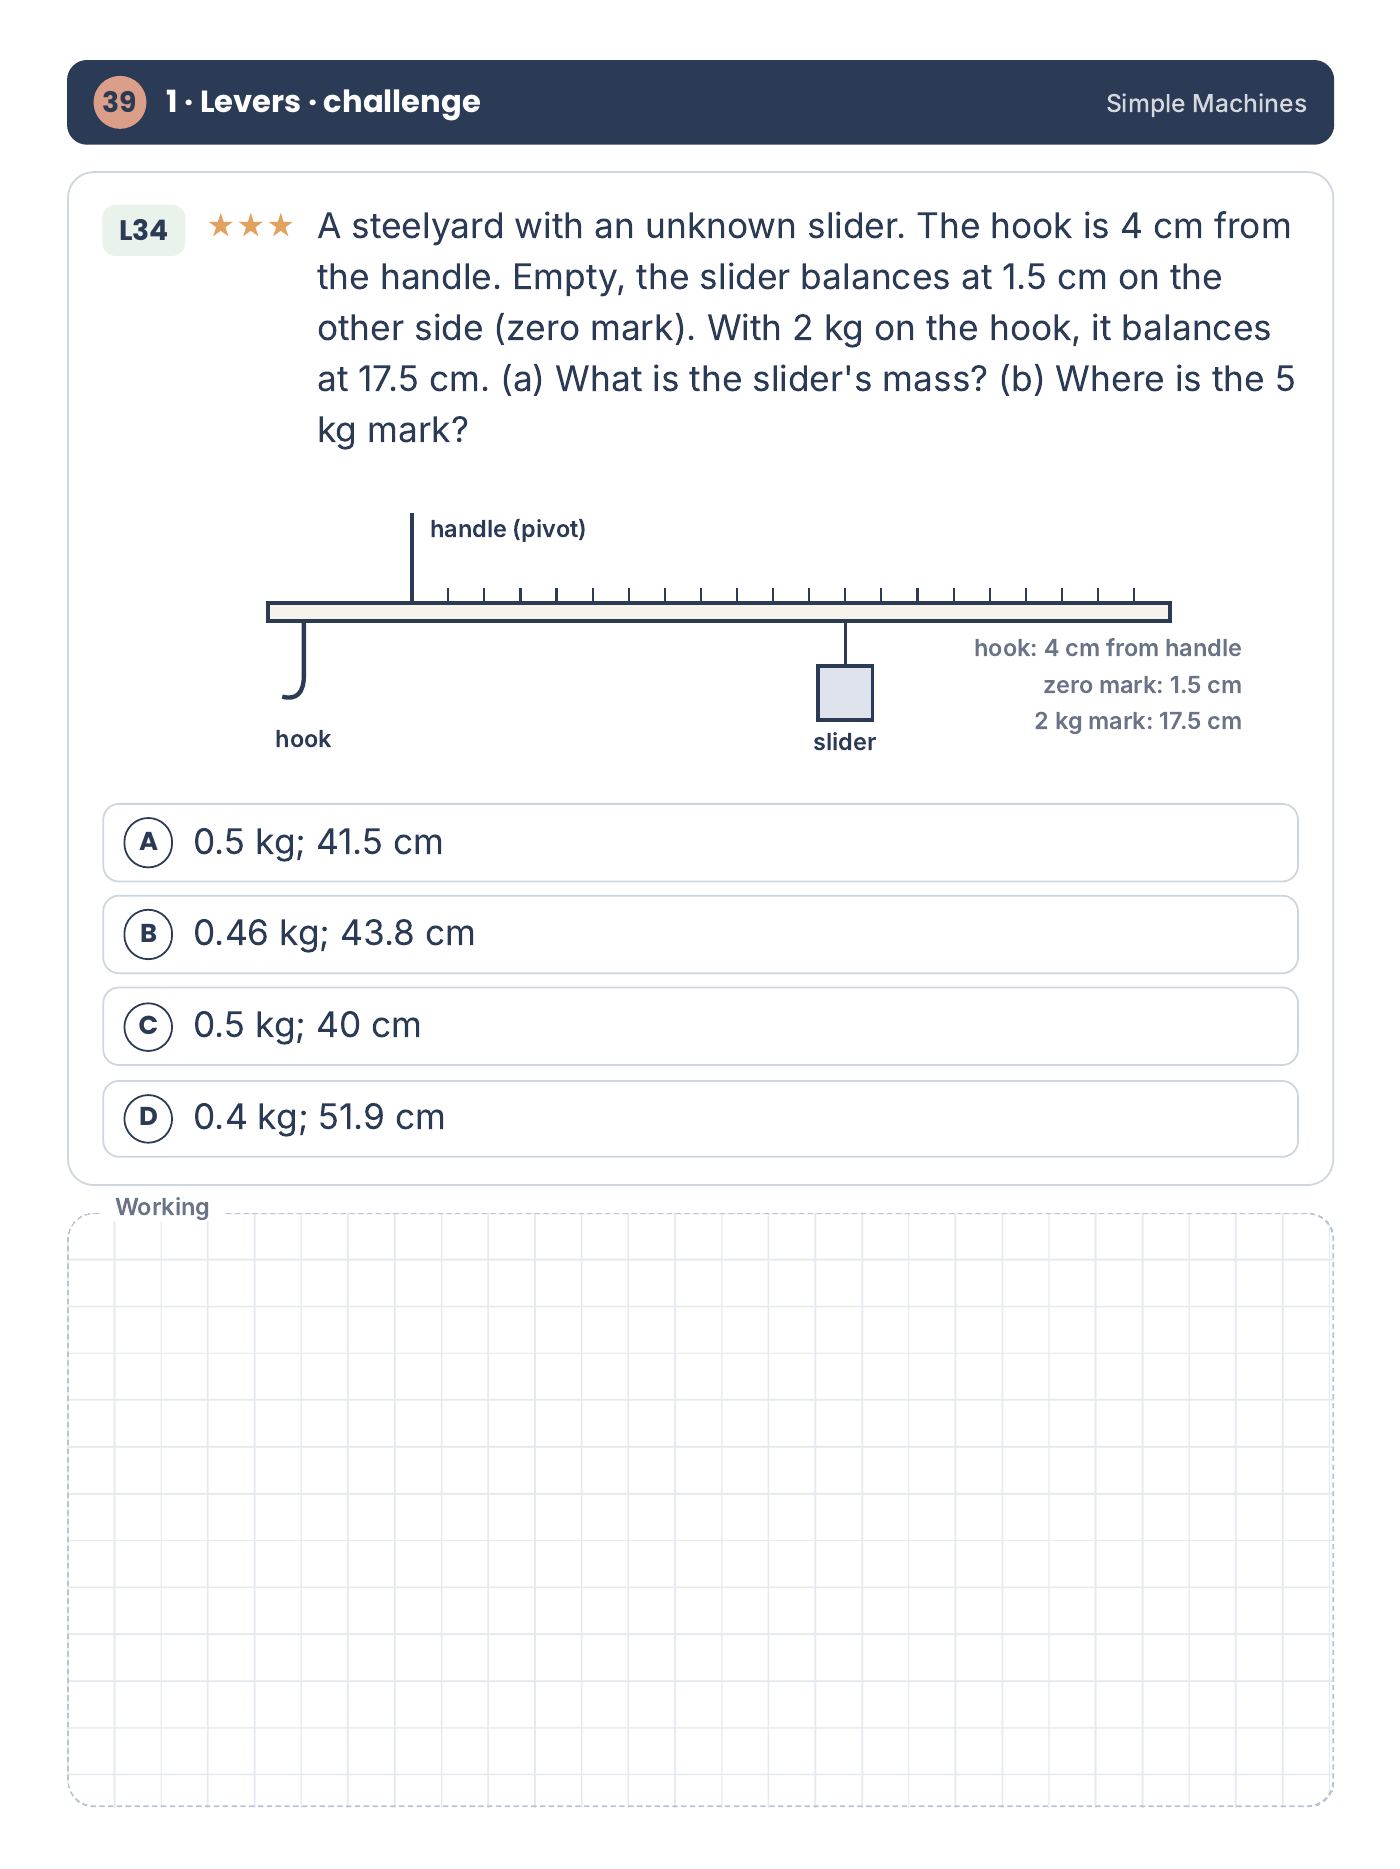 39 1 · Levers · challenge Simple Machines
L34 ★★★ A steelyard with an unknown slider. The hook is 4 cm from
the handle. Empty, the slider balances at 1.5 cm on the
other side (zero mark). With 2 kg on the hook, it balances
at 17.5 cm. (a) What is the slider's mass? (b) Where is the 5
kg mark?
handle (pivot)
hook: 4 cm from handle
zero mark: 1.5 cm
2 kg mark: 17.5 cm
hook
slider
A 0.5 kg; 41.5 cm
B 0.46 kg; 43.8 cm
C 0.5 kg; 40 cm
D 0.4 kg; 51.9 cm
Working